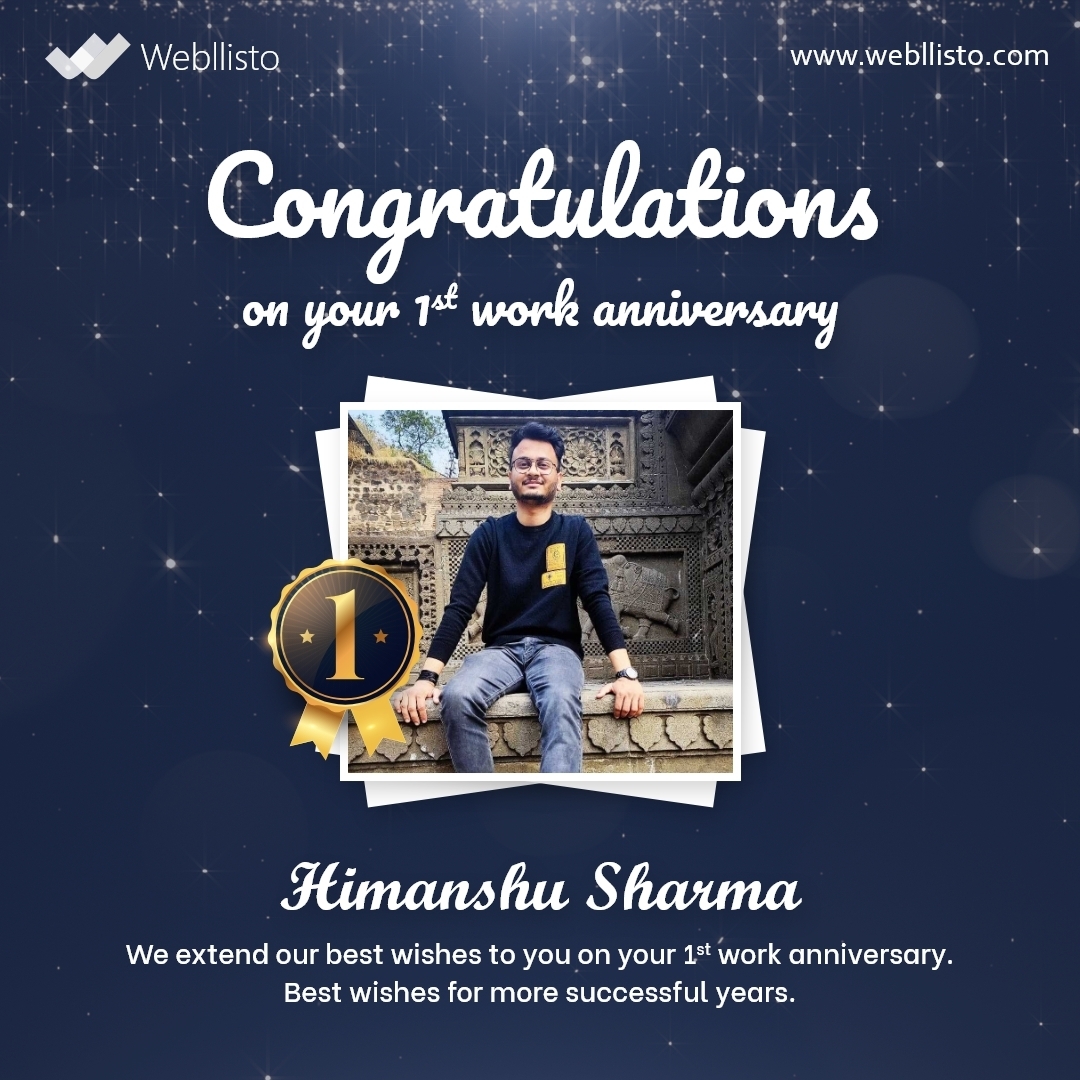 Webllisto
www.webllisto.com
Congratulations
on your 1st work anniversary
1
Himanshu Sharma
We extend our best wishes to you on your 1st work anniversary.
Best wishes for more successful years.